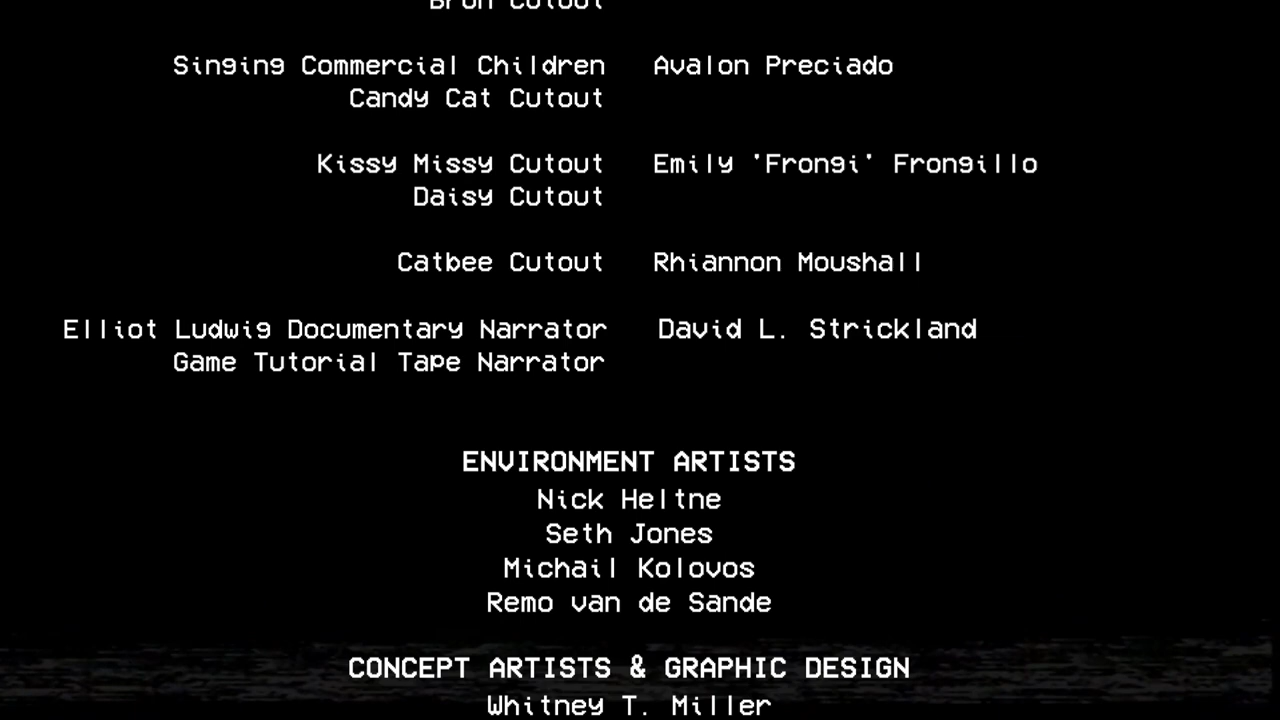 Bron Cutout
Singing Commercial Children Avalon Preciado
Candy Cat Cutout
Kissy Missy Cutout Emily 'Frongi' Frongillo
Daisy Cutout
Catbee Cutout Rhiannon Moushall
Elliot Ludwig Documentary Narrator David L. Strickland
Game Tutorial Tape Narrator
ENVIRONMENT ARTISTS
Nick Heltne
Seth Jones
Michail Kolovos
Remo van de Sande
CONCEPT ARTISTS & GRAPHIC DESIGN
Whitney T. Miller